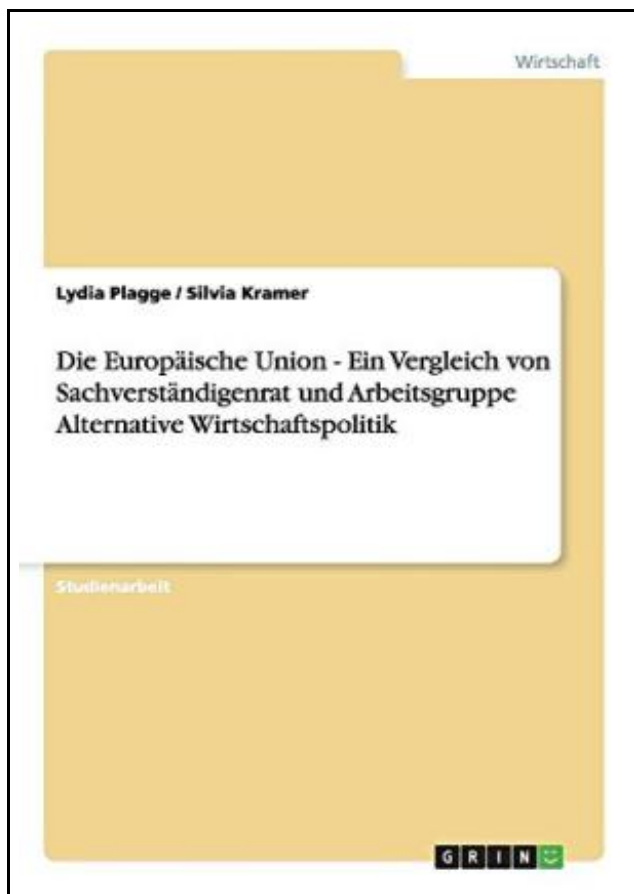 Wirtschaft
Lydia Plagge / Silvia Kramer
Die Europäische Union - Ein Vergleich von
Sachverständigenrat und Arbeitsgruppe
Alternative Wirtschaftspolitik
Studienarbeit
GRIN